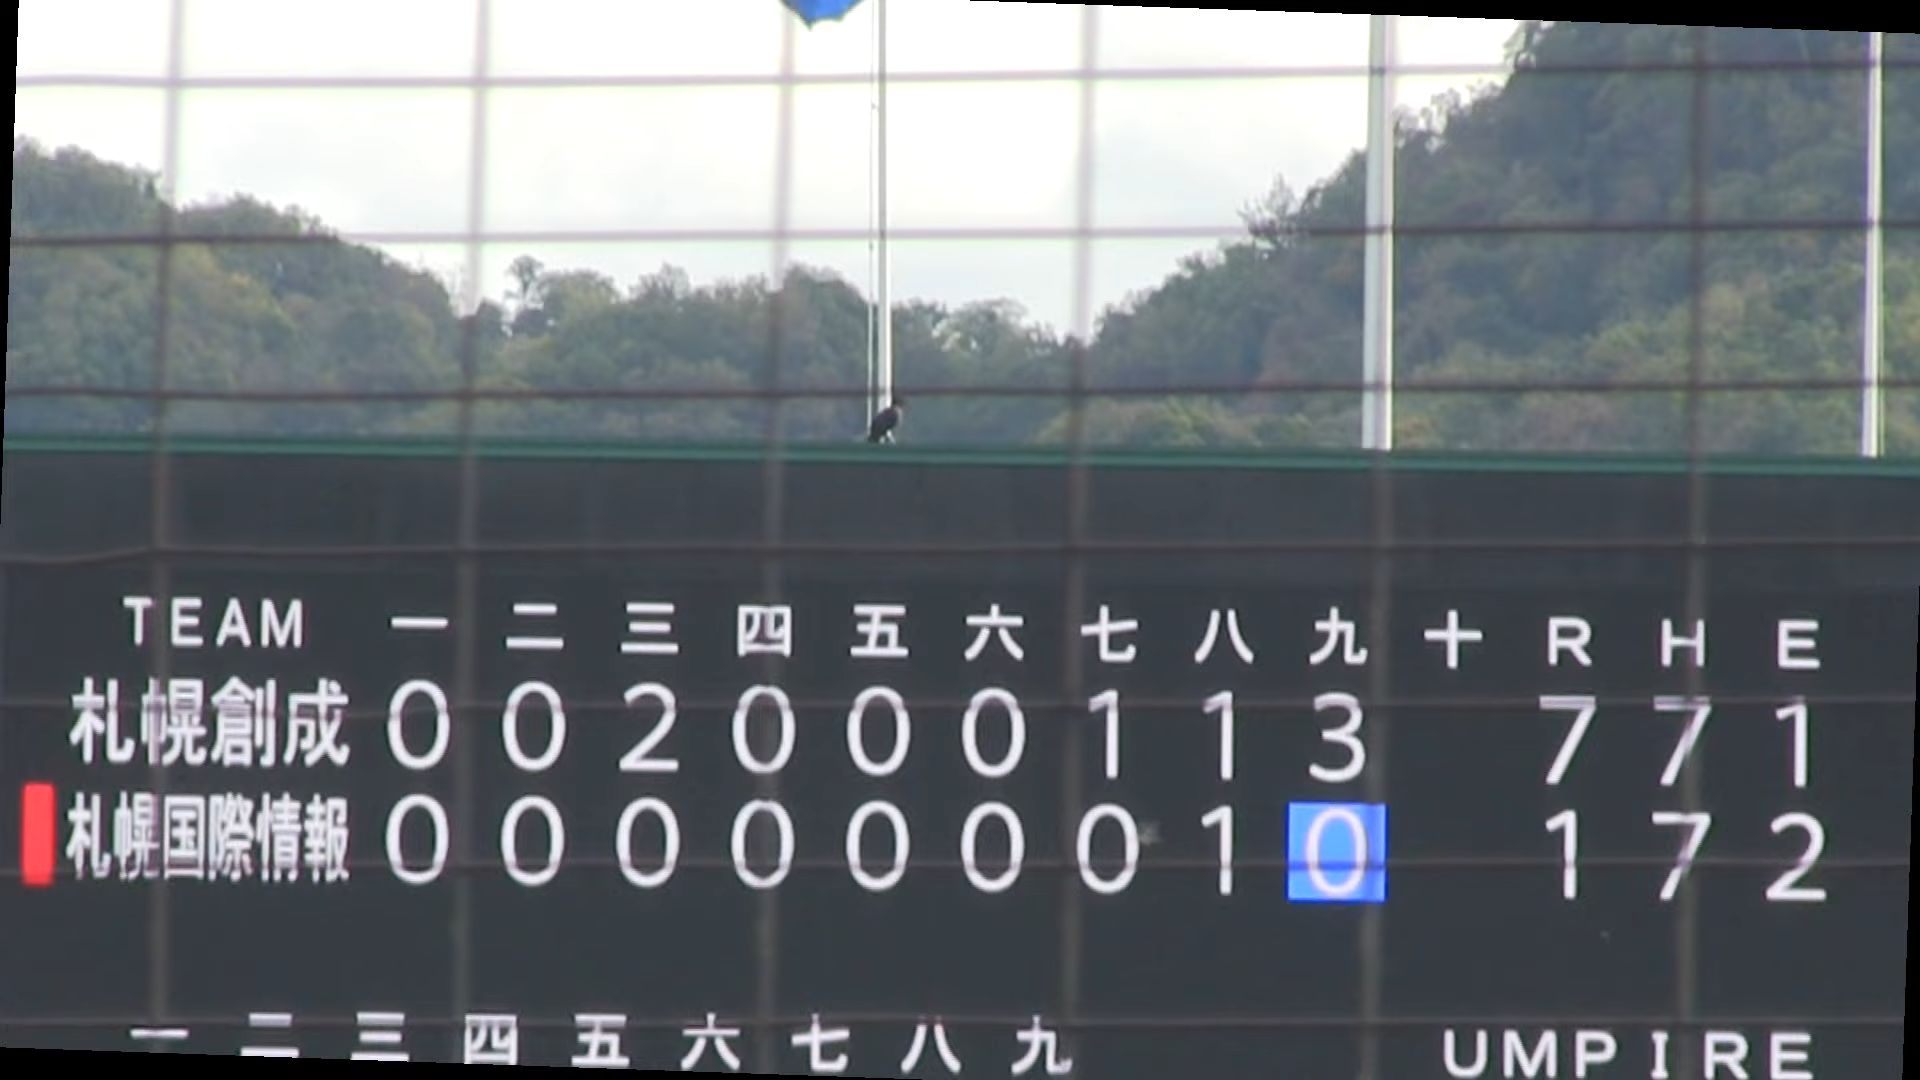 TEAM 一 二 三 四 五 六 七 八 九 十 R H E
札幌創成 0 0 2 0 0 0 1 1 3 7 7 1
札幌国際情報 0 0 0 0 0 0 0 1 0 1 7 2
一 二 三 四 五 六 七 八 九 UMPIRE